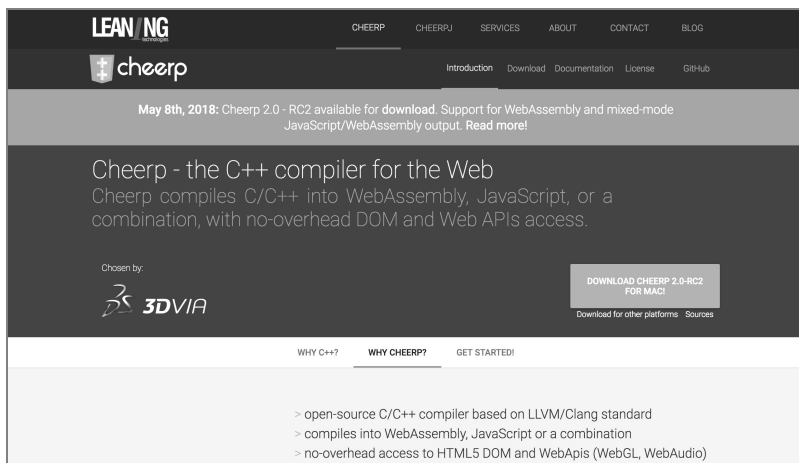 LEANING
technologies
CHEERP CHEERPJ SERVICES ABOUT CONTACT BLOG
cheerp
Introduction Download Documentation License GitHub
May 8th, 2018: Cheerp 2.0 - RC2 available for download. Support for WebAssembly and mixed-mode
JavaScript/WebAssembly output. Read more!
Cheerp - the C++ compiler for the Web
Cheerp compiles C/C++ into WebAssembly, JavaScript, or a
combination, with no-overhead DOM and Web APIs access.
Chosen by:
3DVIA
DOWNLOAD CHEERP 2.0-RC2
FOR MAC!
Download for other platforms Sources
WHY C++? WHY CHEERP? GET STARTED!
> open-source C/C++ compiler based on LLVM/Clang standard
> compiles into WebAssembly, JavaScript or a combination
> no-overhead access to HTML5 DOM and WebApis (WebGL, WebAudio)